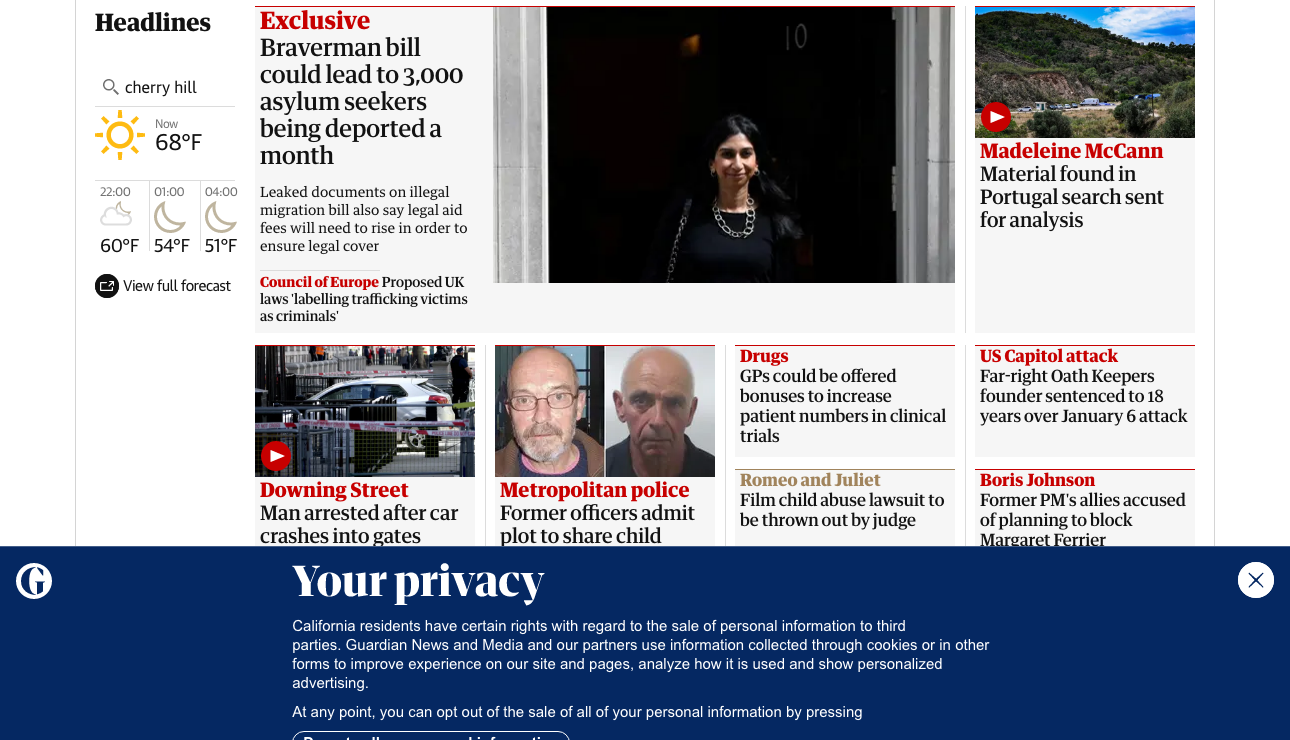 Headlines
cherry hill
Now
68°F
22:00
01:00
04:00
60°F
54°F
51°F
View full forecast
Exclusive
Braverman bill
could lead to 3,000
asylum seekers
being deported a
month
Leaked documents on illegal
migration bill also say legal aid
fees will need to rise in order to
ensure legal cover
Council of Europe Proposed UK
laws 'labelling trafficking victims
as criminals'
10
Madeleine McCann
Material found in
Portugal search sent
for analysis
Downing Street
Man arrested after car
crashes into gates
Metropolitan police
Former officers admit
plot to share child
Drugs
GPs could be offered
bonuses to increase
patient numbers in clinical
trials
Romeo and Juliet
Film child abuse lawsuit to
be thrown out by judge
US Capitol attack
Far-right Oath Keepers
founder sentenced to 18
years over January 6 attack
Boris Johnson
Former PM's allies accused
of planning to block
Margaret Ferrier
G
Your privacy
California residents have certain rights with regard to the sale of personal information to third
parties. Guardian News and Media and our partners use information collected through cookies or in other
forms to improve experience on our site and pages, analyze how it is used and show personalized
advertising.
At any point, you can opt out of the sale of all of your personal information by pressing